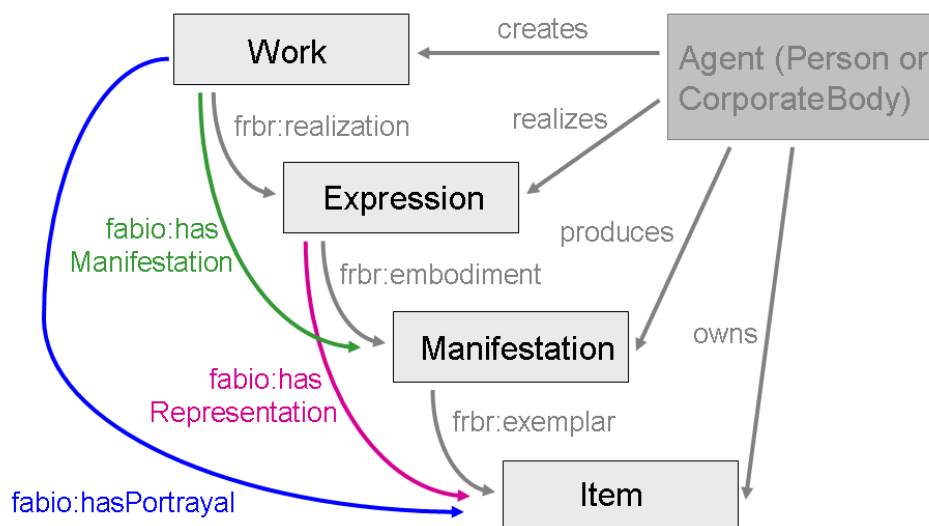 creates
Work
Agent (Person or
CorporateBody)
frbr:realization
realizes
Expression
fabio:has
Manifestation
produces
frbr:embodiment
Manifestation
owns
fabio:has
Representation
frbr:exemplar
Item
fabio:hasPortrayal